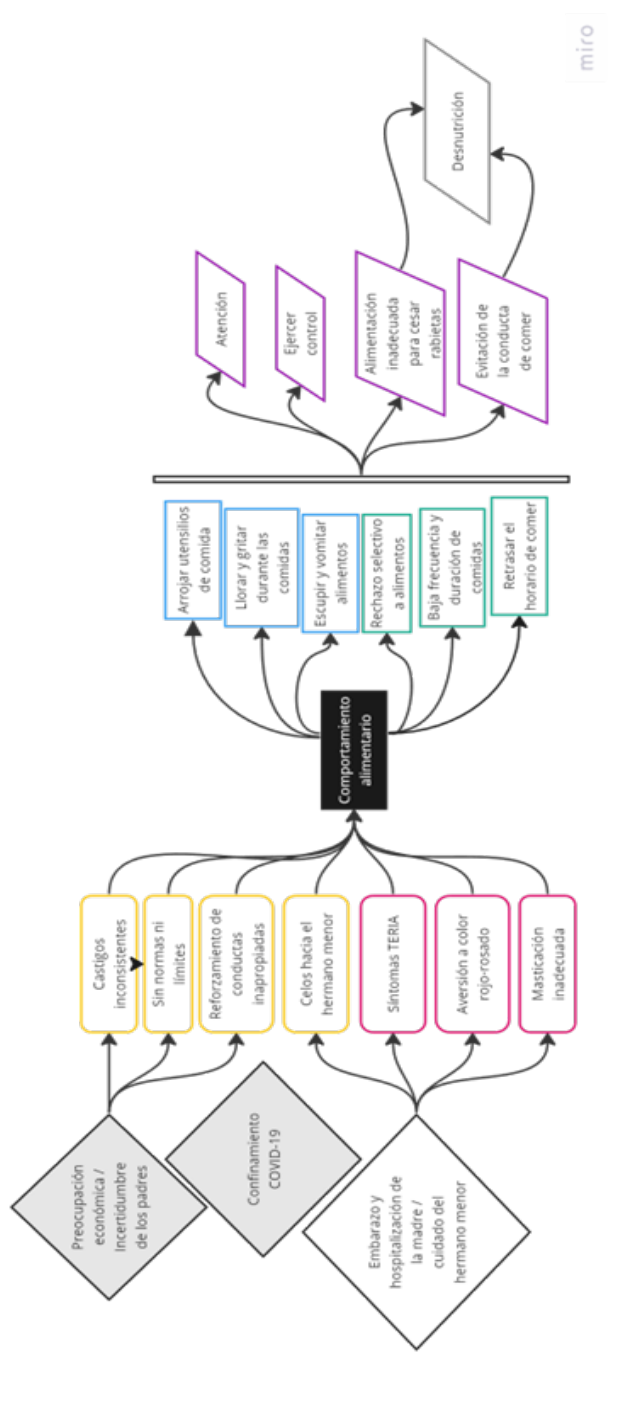 Preocupación
económica /
Incertidumbre
de los padres
Confinamiento
COVID-19
Embarazo y
hospitalización de
la madre /
cuidado del
hermano menor
Castigos
inconsistentes
Sin normas ni
límites
Reforzamiento de
conductas
inapropiadas
Celos hacia el
hermano menor
Síntomas TERIA
Aversión a color
rojo-rosado
Masticación
inadecuada
Comportamiento
alimentario
Arrojar utensilios
de comida
Llorar y gritar
durante las
comidas
Escupir y vomitar
alimentos
Rechazo selectivo
a alimentos
Baja frecuencia y
duración de
comidas
Retrasar el
horario de comer
Atención
Ejercer
control
Alimentación
inadecuada
para cesar
rabietas
Evitación de
la conducta
de comer
Desnutrición
miro